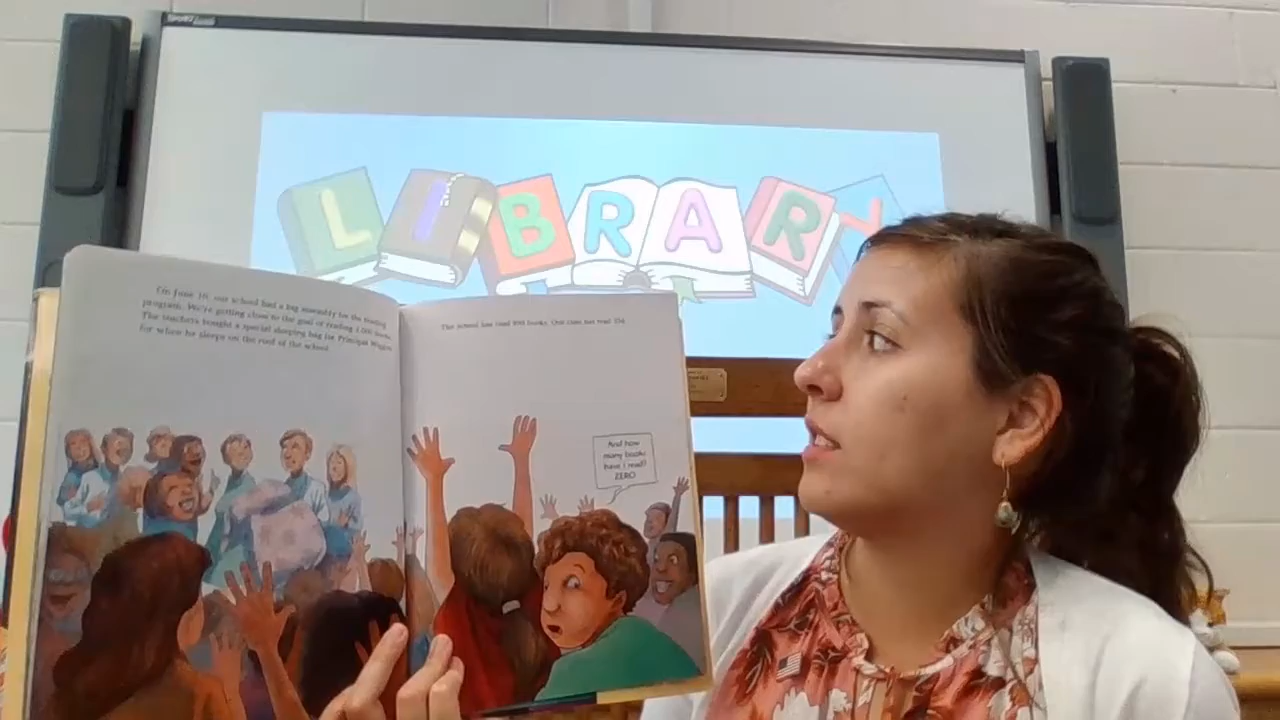 LIBRARY
On June 10, our school had a big assembly for the reading
program. We're getting close to the goal of reading 1,000 books.
The teachers bought a special sleeping bag for Principal Wiggins
for when he sleeps on the roof of the school.
The school has read 890 books. Our class has read
And how
many books
have I read?
ZERO